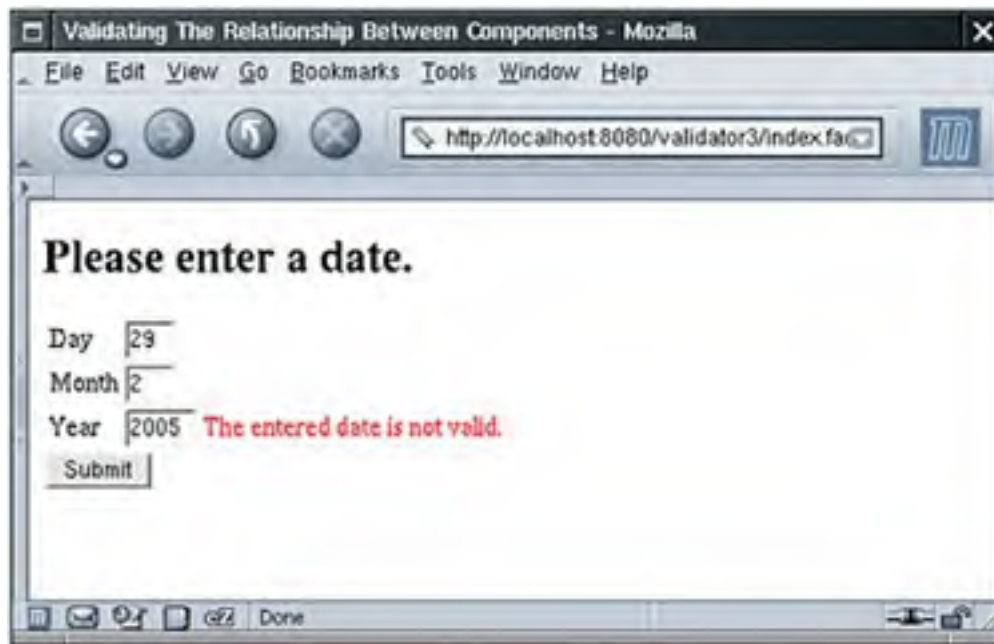 Validating The Relationship Between Components - Mozilla
File Edit View Go Bookmarks Tools Window Help
http://localhost:8080/validator3/index.fac
Please enter a date.
Day 29
Month 2
Year 2005 The entered date is not valid.
Submit
Done